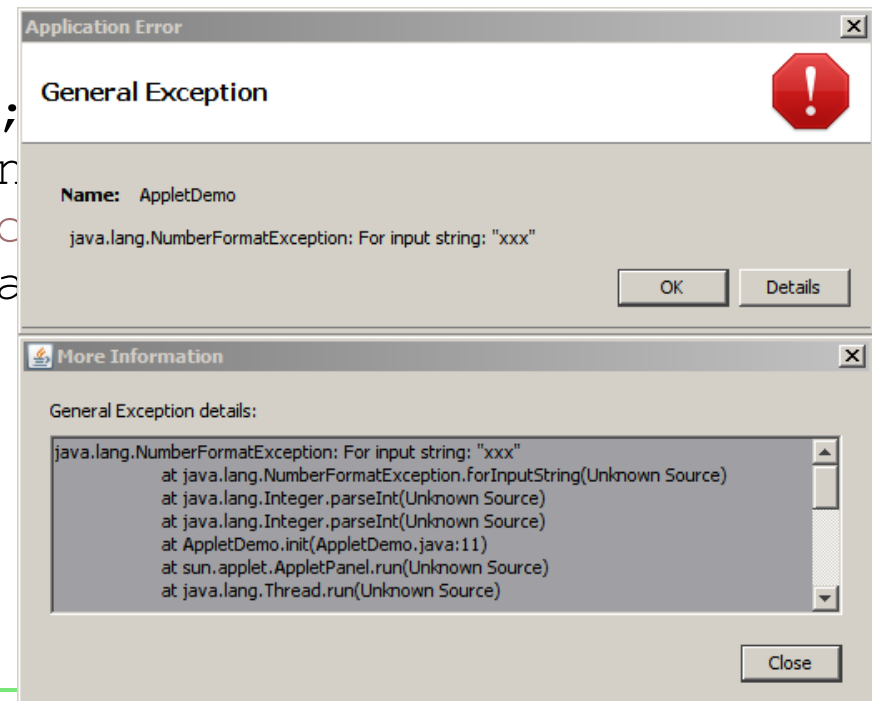 Application Error
General Exception
;
Name: AppletDemo
java.lang.NumberFormatException: For input string: "xxx"
OK Details
More Information
General Exception details:
java.lang.NumberFormatException: For input string: "xxx"
at java.lang.NumberFormatException.forInputString(Unknown Source)
at java.lang.Integer.parseInt(Unknown Source)
at java.lang.Integer.parseInt(Unknown Source)
at AppletDemo.init(AppletDemo.java:11)
at sun.applet.AppletPanel.run(Unknown Source)
at java.lang.Thread.run(Unknown Source)
Close